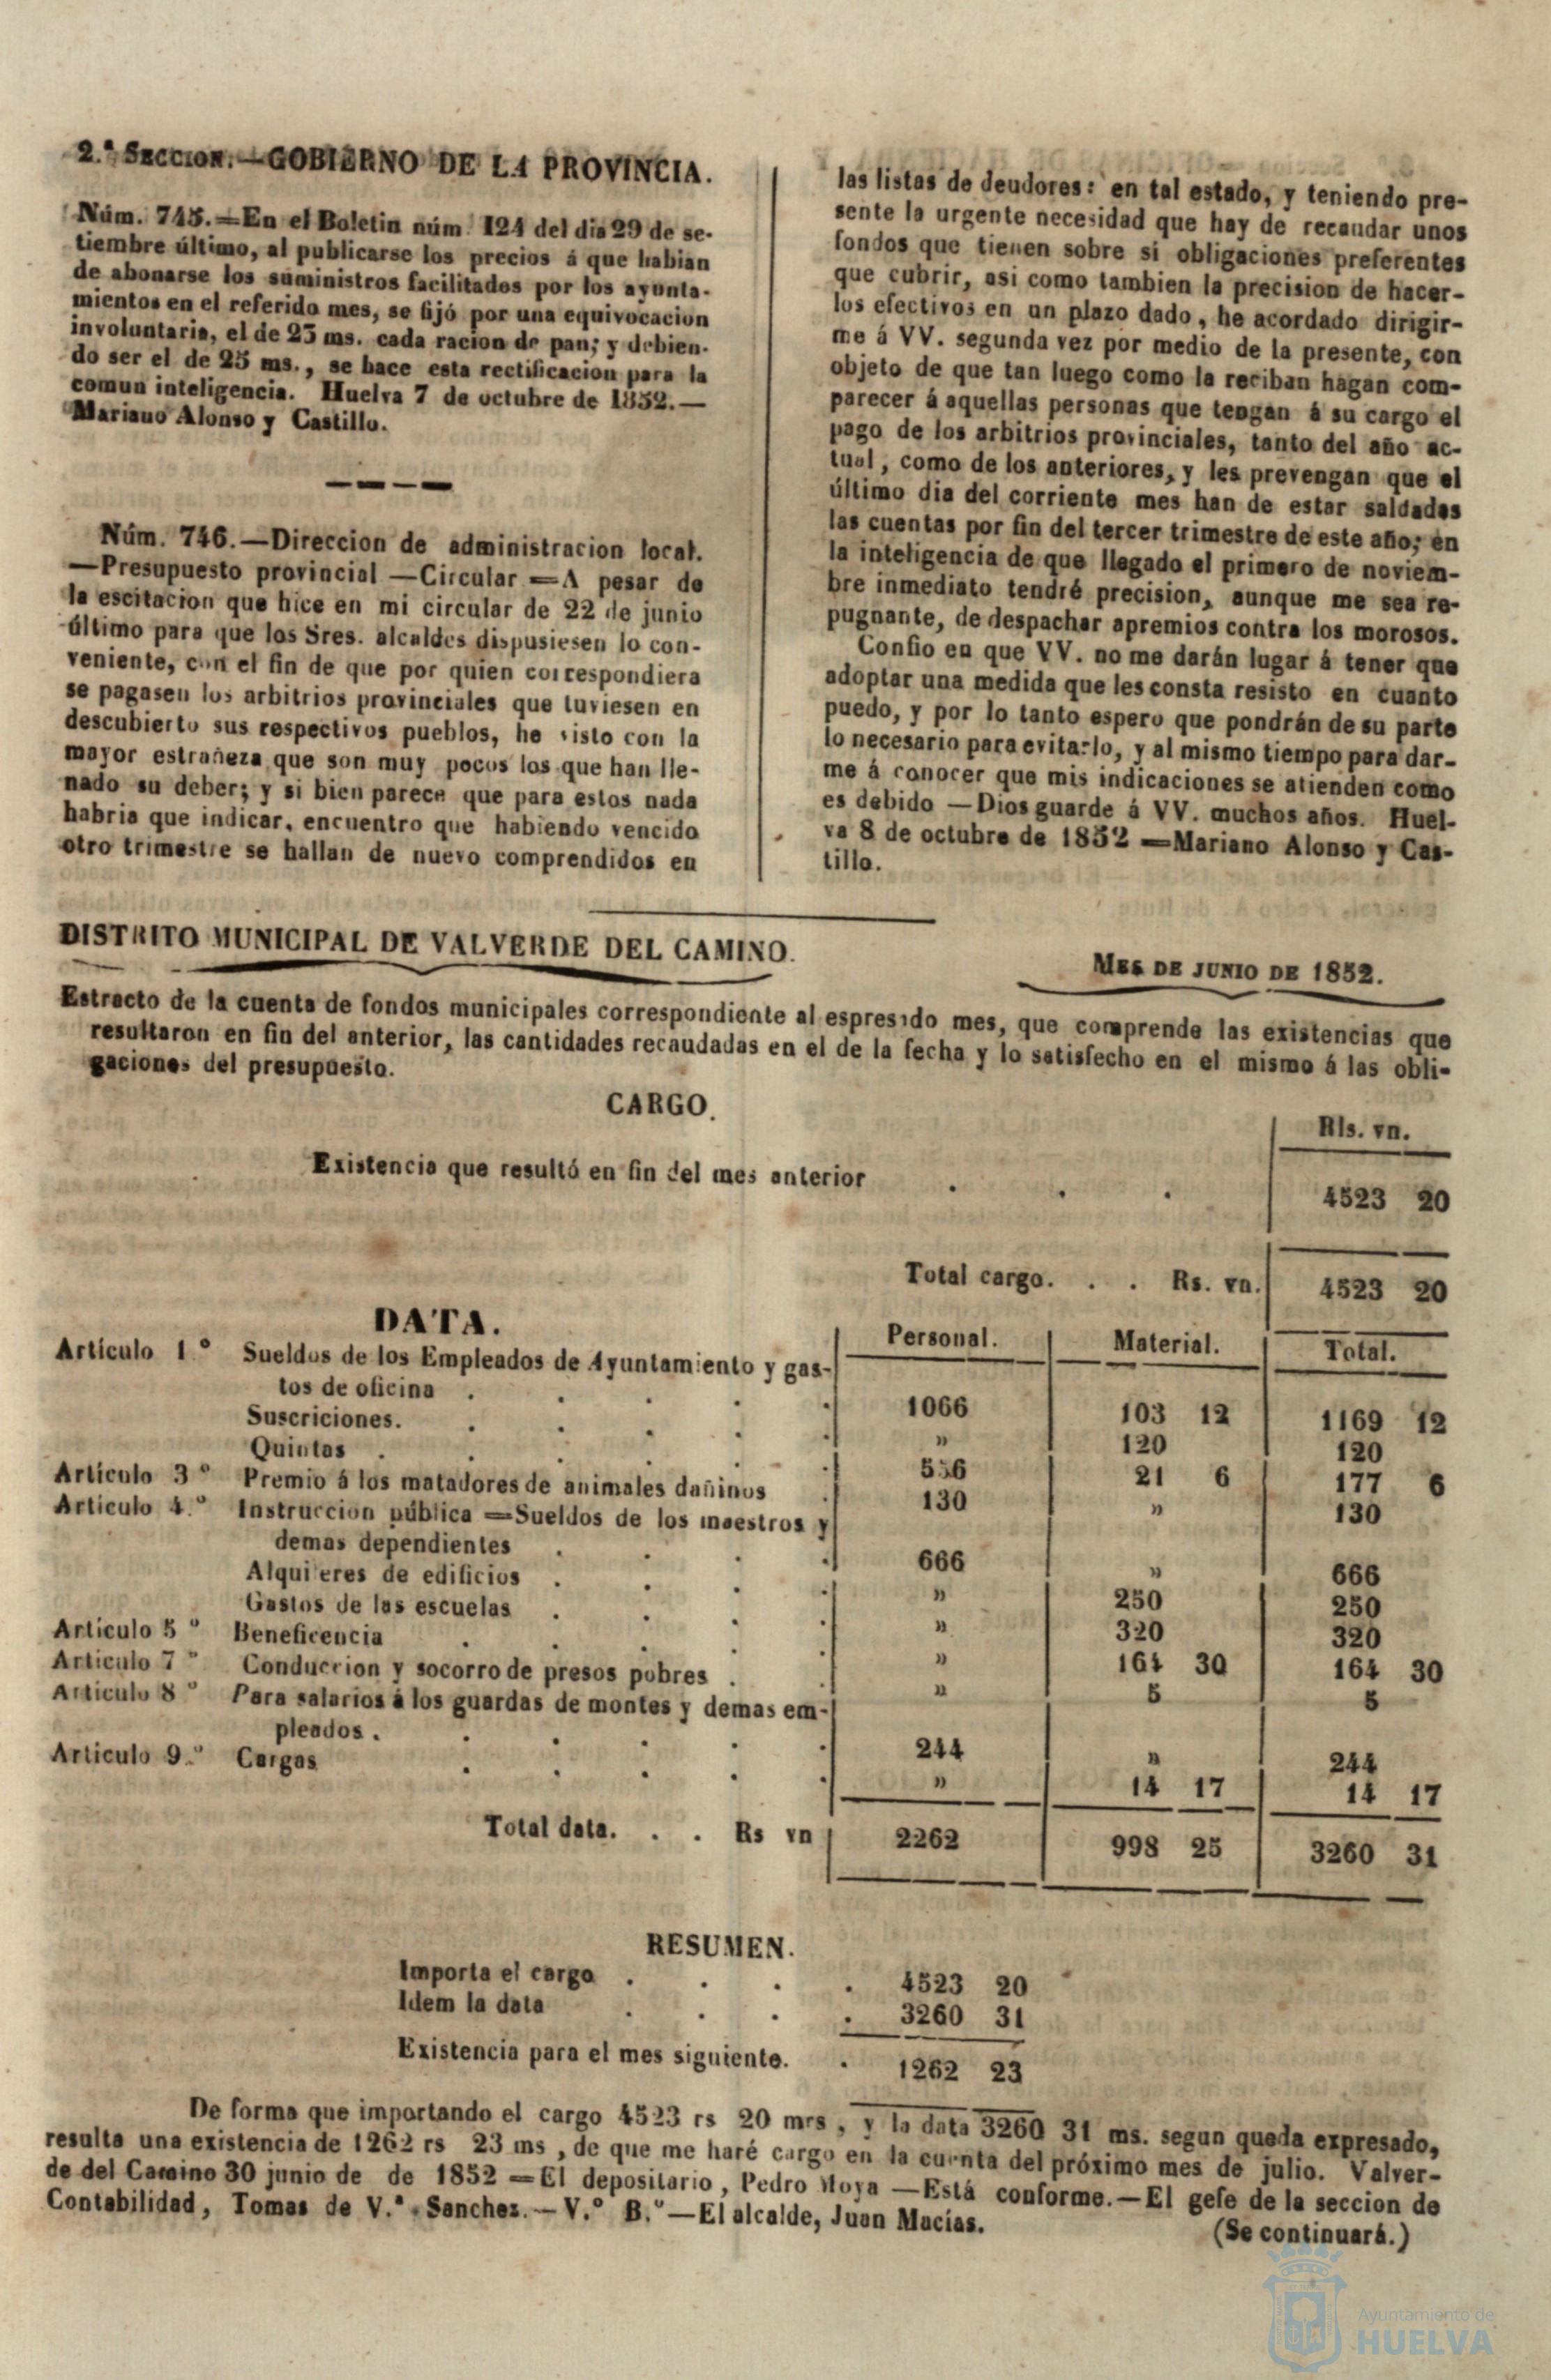 2.ª Seccion.—GOBIERNO DE LA PROVINCIA.
Núm. 745.=En el Boletin núm. 124 del dia 29 de se-
tiembre último, al publicarse los precios á que habian
de abonarse los suministros facilitados por los ayunta-
mientos en el referido mes, se fijó por una equivocacion
involuntaria, el de 23 ms. cada racion de pan; y debien-
do ser el de 25 ms., se hace esta rectificacion para la
comun inteligencia. Huelva 7 de octubre de 1852.—
Mariano Alonso y Castillo.
Núm. 746.—Direccion de administracion local.
—Presupuesto provincial—Circular=A pesar de
la escitacion que hice en mi circular de 22 de junio
último para que los Sres. alcaldes dispusiesen lo con-
veniente, con el fin de que por quien correspondiera
se pagasen los arbitrios provinciales que tuviesen en
descubierto sus respectivos pueblos, he visto con la
mayor estrañeza que son muy pocos los que han lle-
nado su deber; y si bien parece que para estos nada
habria que indicar, encuentro que habiendo vencido
otro trimestre se hallan de nuevo comprendidos en
las listas de deudores: en tal estado, y teniendo pre-
sente la urgente necesidad que hay de recaudar unos
fondos que tienen sobre si obligaciones preferentes
que cubrir, asi como tambien la precision de hacer-
los efectivos en un plazo dado, he acordado dirigir-
me á VV. segunda vez por medio de la presente, con
objeto de que tan luego como la reciban hagan com-
parecer á aquellas personas que tengan á su cargo el
pago de los arbitrios provinciales, tanto del año ac-
tual, como de los anteriores, y les prevengan que el
último dia del corriente mes han de estar saldadas
las cuentas por fin del tercer trimestre de este año; en
la inteligencia de que llegado el primero de noviem-
bre inmediato tendré precision, aunque me sea re-
pugnante, de despachar apremios contra los morosos.
Confio en que VV. no me darán lugar á tener que
adoptar una medida que les consta resisto en cuanto
puedo, y por lo tanto espero que pondrán de su parte
lo necesario para evitarlo, y al mismo tiempo para dar-
me á conocer que mis indicaciones se atienden como
es debido—Dios guarde á VV. muchos años. Huel-
va 8 de octubre de 1852=Mariano Alonso y Cas-
tillo.
DISTRITO MUNICIPAL DE VALVERDE DEL CAMINO.
Mes de junio de 1852.
Estracto de la cuenta de fondos municipales correspondiente al espresado mes, que comprende las existencias que
resultaron en fin del anterior, las cantidades recaudadas en el de la fecha y lo satisfecho en el mismo á las obli-
gaciones del presupuesto.
CARGO.
Rls. vn.
Existencia que resultó en fin del mes anterior . . . 4523 20
Total cargo. . . Rs. vn. 4523 20
DATA.
Personal. Material. Total.
Artículo 1.º Sueldos de los Empleados de Ayuntamiento y gas-
tos de oficina . . . . . 1066 103 12 1169 12
Suscriciones. . . . . . » 120 120
Quintas . . . . . . 21 6 177 6
Artículo 3.º Premio á los matadores de animales dañinos . 130 » 130
Artículo 4.º Instruccion pública=Sueldos de los maestros y
demas dependientes . . . . 666 » 666
Alquileres de edificios . . . . » 250 250
Gastos de las escuelas . . . . » 320 320
Artículo 5.º Beneficencia . . . . . » 164 30 164 30
Artículo 7.º Conduccion y socorro de presos pobres . . » 5 5
Artículo 8.º Para salarios á los guardas de montes y demas em-
pleados . . . . . . 244 » 244
Artículo 9.º Cargas . . . . . » 14 17 14 17
Total data. . . Rs vn 2262 998 25 3260 31
RESUMEN.
Importa el cargo . . . . 4523 20
Idem la data . . . . 3260 31
Existencia para el mes siguiente. . 1262 23
De forma que importando el cargo 4523 rs 20 mrs, y la data 3260 31 ms. segun queda expresado,
resulta una existencia de 1262 rs 23 ms, de que me haré cargo en la cuenta del próximo mes de julio. Valver-
de del Camino 30 junio de de 1852=El depositario, Pedro Moya—Está conforme.—El gefe de la seccion de
Contabilidad, Tomas de V.ª Sanchez.—V.º B.º—El alcalde, Juan Macías.
(Se continuará.)
Ayuntamiento de
HUELVA